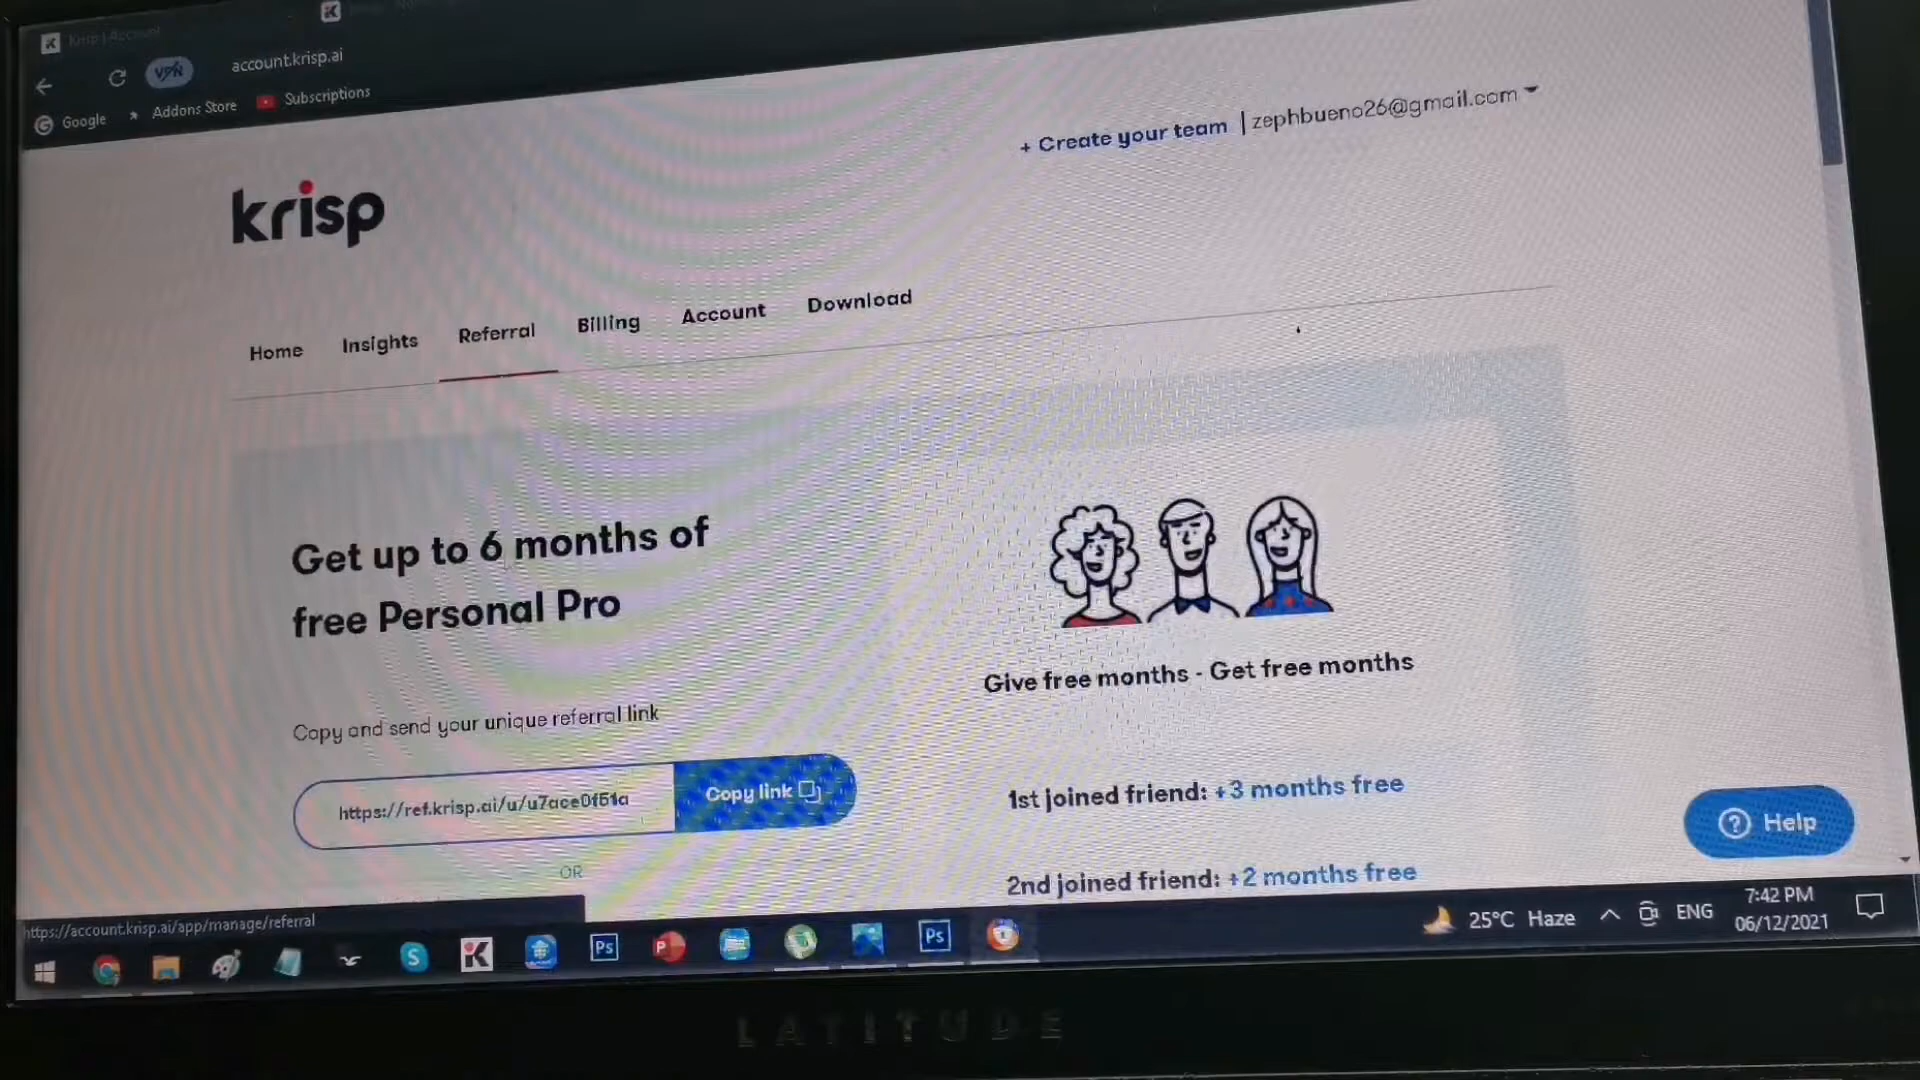 Krisp | Account
VPN
account.krisp.ai
Google
Addons Store
Subscriptions
+ Create your team | zephbueno26@gmail.com
krisp
Home Insights Referral Billing Account Download
Get up to 6 months of
free Personal Pro
Copy and send your unique referral link
https://ref.krisp.ai/u/u7ace0f51a
Copy link
OR
Give free months - Get free months
1st joined friend: +3 months free
2nd joined friend: +2 months free
Help
https://account.krisp.ai/app/manage/referral
25°C Haze
ENG
7:42 PM
06/12/2021
LATITUDE